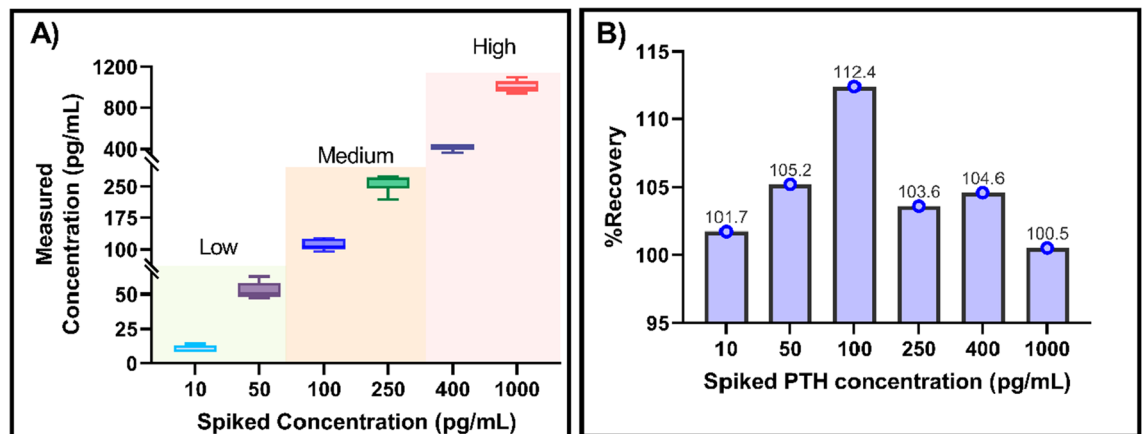 A)
High
Medium
Low
Measured
Concentration (pg/mL)
1200
800
400
250
175
100
50
25
0
10 50 100 250 400 1000
Spiked Concentration (pg/mL)
B)
%Recovery
115
110
105
100
95
101.7
105.2
112.4
103.6
104.6
100.5
10 50 100 250 400 1000
Spiked PTH concentration (pg/mL)